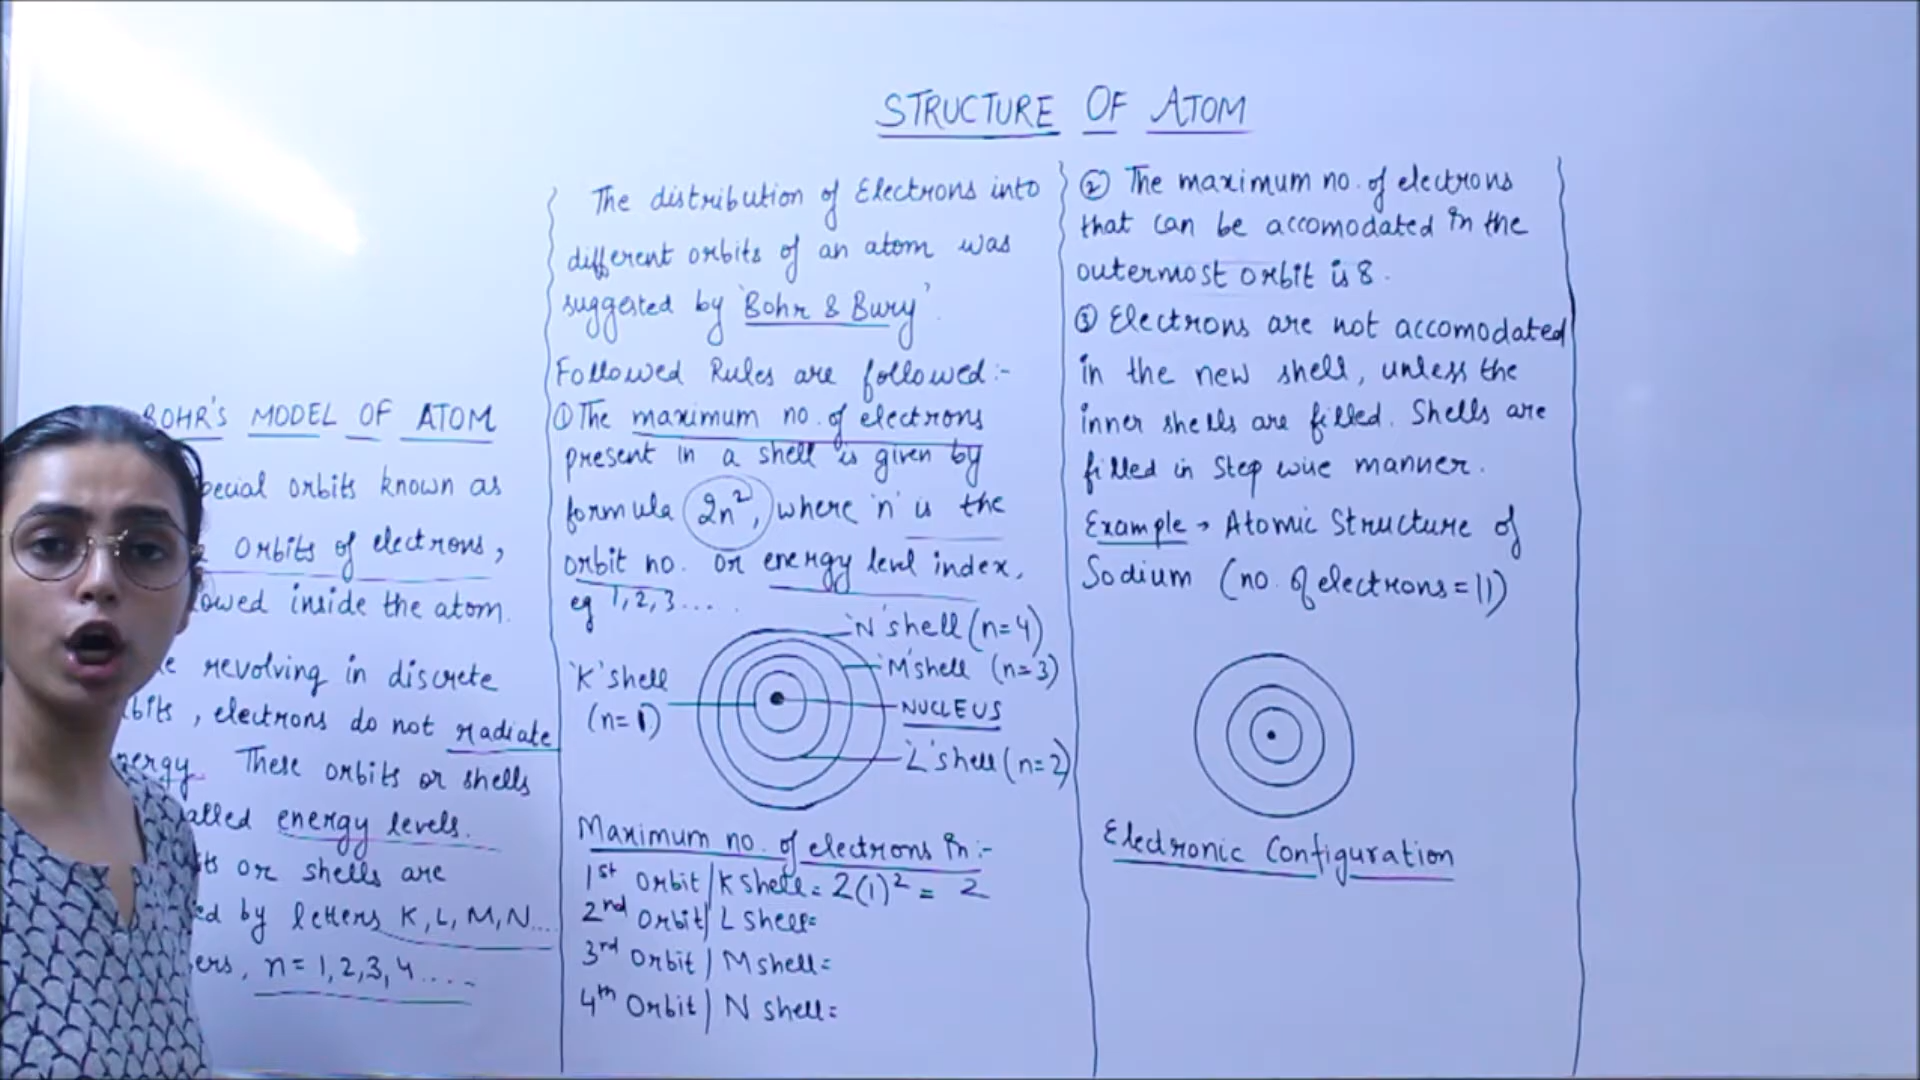 STRUCTURE OF ATOM
BOHR'S MODEL OF ATOM
orbits known as
Orbits of electrons,
inside the atom.
revolving in discrete
, electrons do not radiate
These orbits or shells
energy levels.
or shells are
by letters K, L, M, N...
n = 1,2,3,4 ....
The distribution of Electrons into
different orbits of an atom was
suggested by 'Bohr & Bury'.
Followed Rules are followed:-
① The maximum no. of electrons
present in a shell is given by
formula 2n², where 'n' is the
orbit no. or energy level index,
eg 1,2,3.....
'N' shell (n=4)
'M' shell (n=3)
'K' shell
(n=1)
NUCLEUS
'L' shell (n=2)
Maximum no. of electrons in:-
1st Orbit/K Shell = 2(1)² = 2
2nd Orbit/L Shell=
3rd Orbit/M shell=
4th Orbit/N shell=
② The maximum no. of electrons
that can be accomodated in the
outermost orbit is 8.
③ Electrons are not accomodated
in the new shell, unless the
inner shells are filled. Shells are
filled in Step wise manner.
Example → Atomic Structure of
Sodium (no. of electrons = 11)
Electronic Configuration